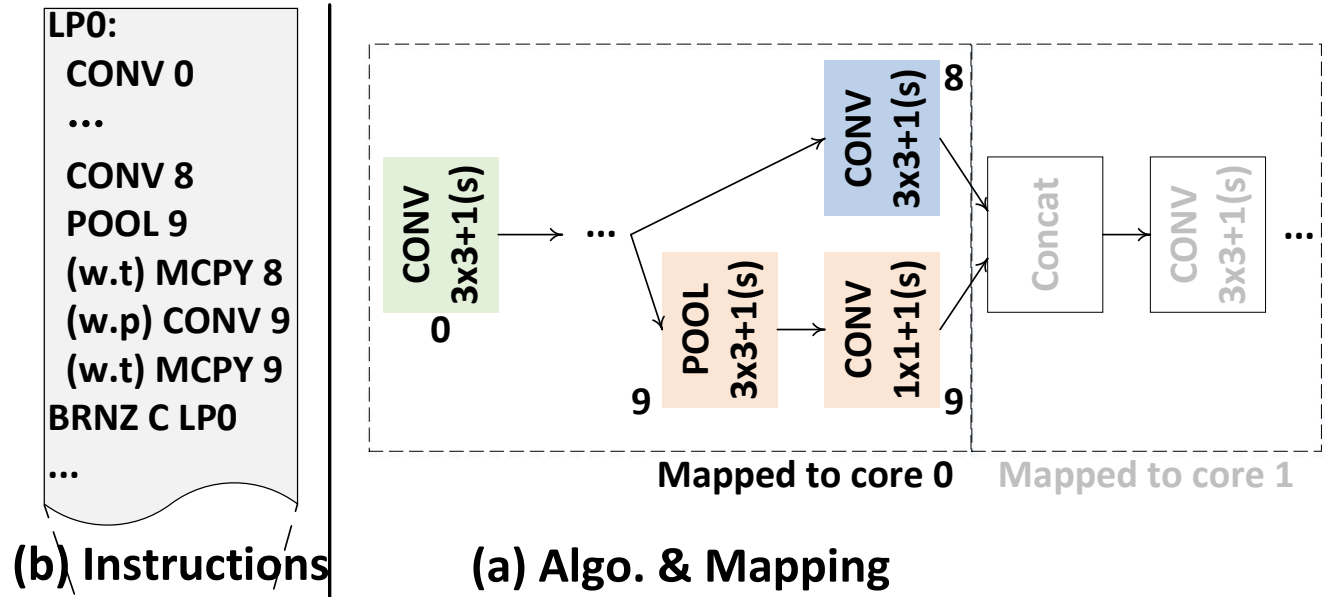 LP0:
CONV 0
...
CONV 8
POOL 9
(w.t) MCPY 8
(w.p) CONV 9
(w.t) MCPY 9
BRNZ C LP0
...
(b) Instructions
CONV
3x3+1(s)
0
...
CONV
3x3+1(s)
8
POOL
3x3+1(s)
9
CONV
1x1+1(s)
9
Concat
CONV
3x3+1(s)
...
Mapped to core 0
Mapped to core 1
(a) Algo. & Mapping